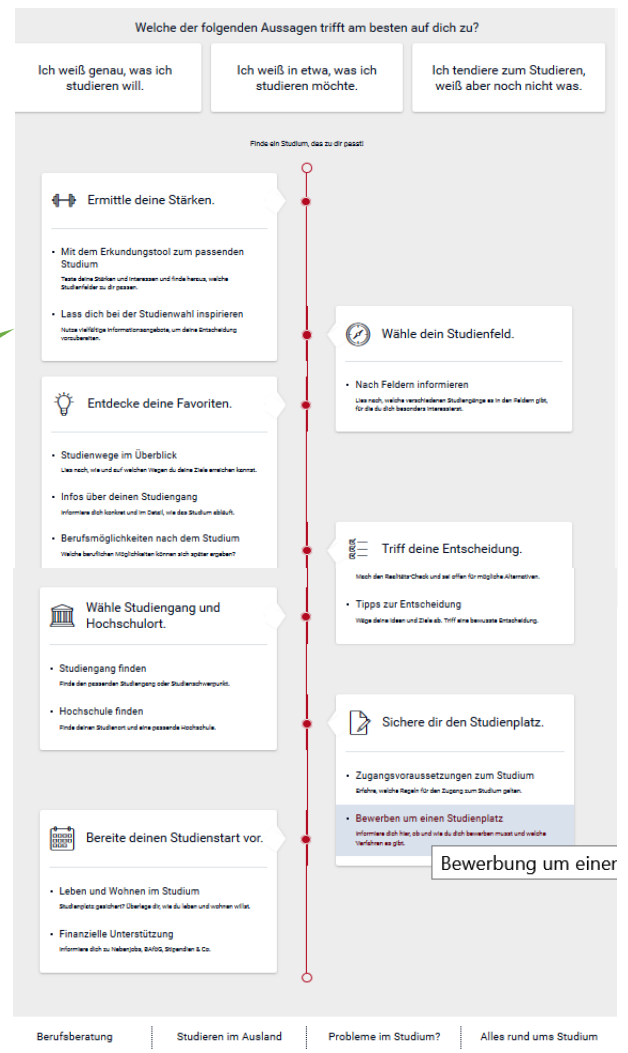 Welche der folgenden Aussagen trifft am besten auf dich zu?
Ich weiß genau, was ich
studieren will.
Ich weiß in etwa, was ich
studieren möchte.
Ich tendiere zum Studieren,
weiß aber noch nicht was.
Finde ein Studium, das zu dir passt!
Ermittle deine Stärken.
• Mit dem Erkundungstool zum passenden
Studium
Teste deine Stärken und Interessen und finde heraus, welche
Studienfelder zu dir passen.
• Lass dich bei der Studienwahl inspirieren
Nutze vielfältige Informationsangebote, um deine Entscheidung
vorzubereiten.
Wähle dein Studienfeld.
• Nach Feldern informieren
Lies nach, welche verschiedenen Studiengänge es in den Feldern gibt,
für die du dich besonders interessierst.
Entdecke deine Favoriten.
• Studienwege im Überblick
Lies nach, wie und auf welchen Wegen du deine Ziele erreichen kannst.
• Infos über deinen Studiengang
Informiere dich konkret und im Detail, wie das Studium abläuft.
• Berufsmöglichkeiten nach dem Studium
Welche beruflichen Möglichkeiten können sich später ergeben?
Triff deine Entscheidung.
Mach den Realitäts-Check und sei offen für mögliche Alternativen.
• Tipps zur Entscheidung
Wäge deine Ideen und Ziele ab. Triff eine bewusste Entscheidung.
Wähle Studiengang und
Hochschulort.
• Studiengang finden
Finde den passenden Studiengang oder Studienschwerpunkt.
• Hochschule finden
Finde deinen Studienort und eine passende Hochschule.
Sichere dir den Studienplatz.
• Zugangsvoraussetzungen zum Studium
Erfahre, welche Regeln für den Zugang zum Studium gelten.
• Bewerben um einen Studienplatz
Informiere dich hier, ob und wie du dich bewerben musst und welche
Verfahren es gibt.
Bewerbung um einer
Bereite deinen Studienstart vor.
• Leben und Wohnen im Studium
Studienplatz gesichert? Überlege dir, wie du leben und wohnen willst.
• Finanzielle Unterstützung
Informiere dich zu Nebenjobs, BAföG, Stipendien & Co.
Berufsberatung
Studieren im Ausland
Probleme im Studium?
Alles rund ums Studium